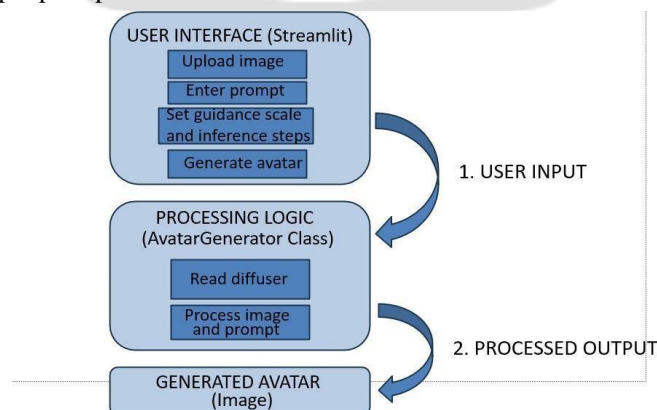 USER INTERFACE (Streamlit)
Upload image
Enter prompt
Set guidance scale
and inference steps
Generate avatar
1. USER INPUT
PROCESSING LOGIC
(AvatarGenerator Class)
Read diffuser
Process image
and prompt
2. PROCESSED OUTPUT
GENERATED AVATAR
(Image)